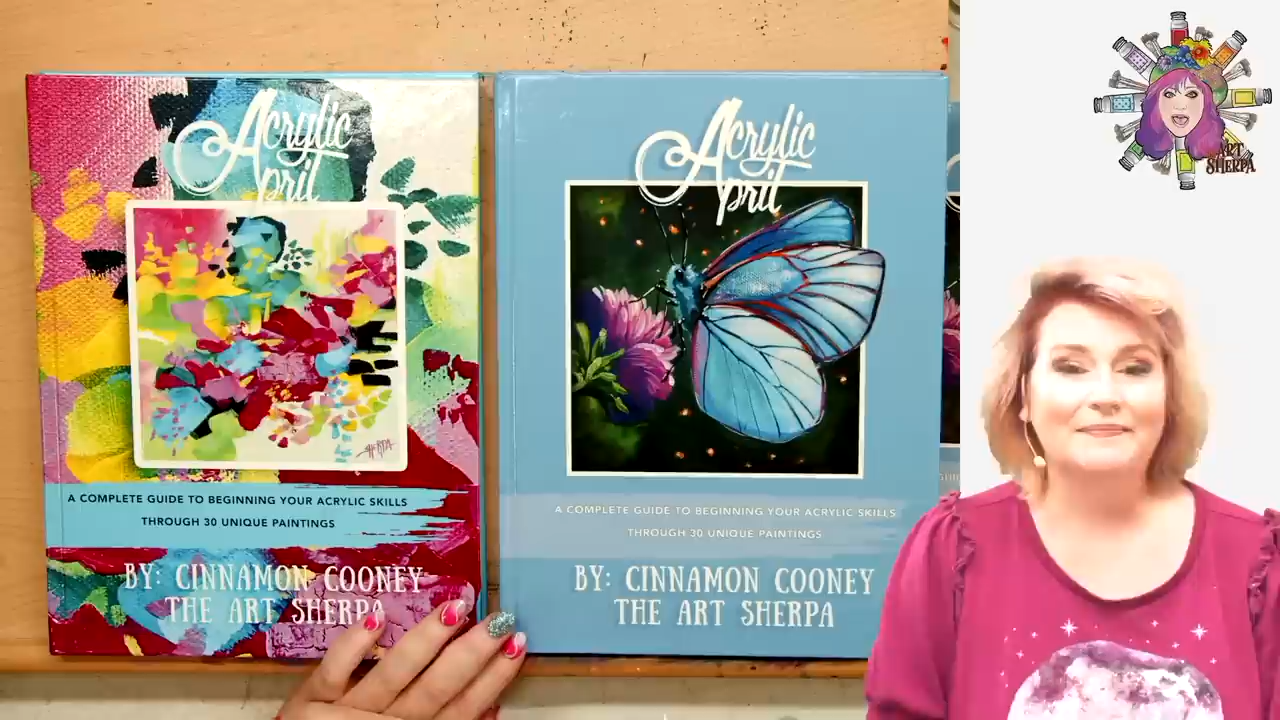 Acrylic
April
SHERPA
A COMPLETE GUIDE TO BEGINNING YOUR ACRYLIC SKILLS
THROUGH 30 UNIQUE PAINTINGS
BY: CINNAMON COONEY
THE ART SHERPA
Acrylic
April
A COMPLETE GUIDE TO BEGINNING YOUR ACRYLIC SKILLS
THROUGH 30 UNIQUE PAINTINGS
BY: CINNAMON COONEY
THE ART SHERPA
ART
SHERPA